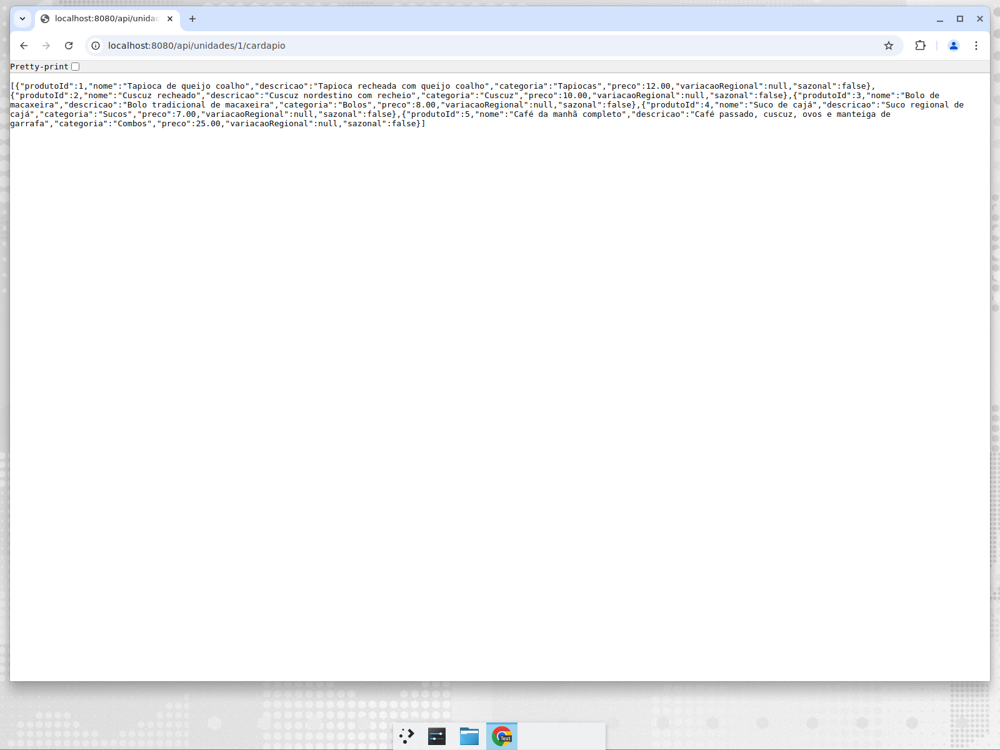 localhost:8080/api/unidad
localhost:8080/api/unidades/1/cardapio
Pretty-print
[{"produtoId":1,"nome":"Tapioca de queijo coalho","descricao":"Tapioca recheada com queijo coalho","categoria":"Tapiocas","preco":12.00,"variacaoRegional":null,"sazonal":false},
{"produtoId":2,"nome":"Cuscuz recheado","descricao":"Cuscuz nordestino com recheio","categoria":"Cuscuz","preco":10.00,"variacaoRegional":null,"sazonal":false},{"produtoId":3,"nome":"Bolo de
macaxeira","descricao":"Bolo tradicional de macaxeira","categoria":"Bolos","preco":8.00,"variacaoRegional":null,"sazonal":false},{"produtoId":4,"nome":"Suco de cajá","descricao":"Suco regional de
cajá","categoria":"Sucos","preco":7.00,"variacaoRegional":null,"sazonal":false},{"produtoId":5,"nome":"Café da manhã completo","descricao":"Café passado, cuscuz, ovos e manteiga de
garrafa","categoria":"Combos","preco":25.00,"variacaoRegional":null,"sazonal":false}]
Test